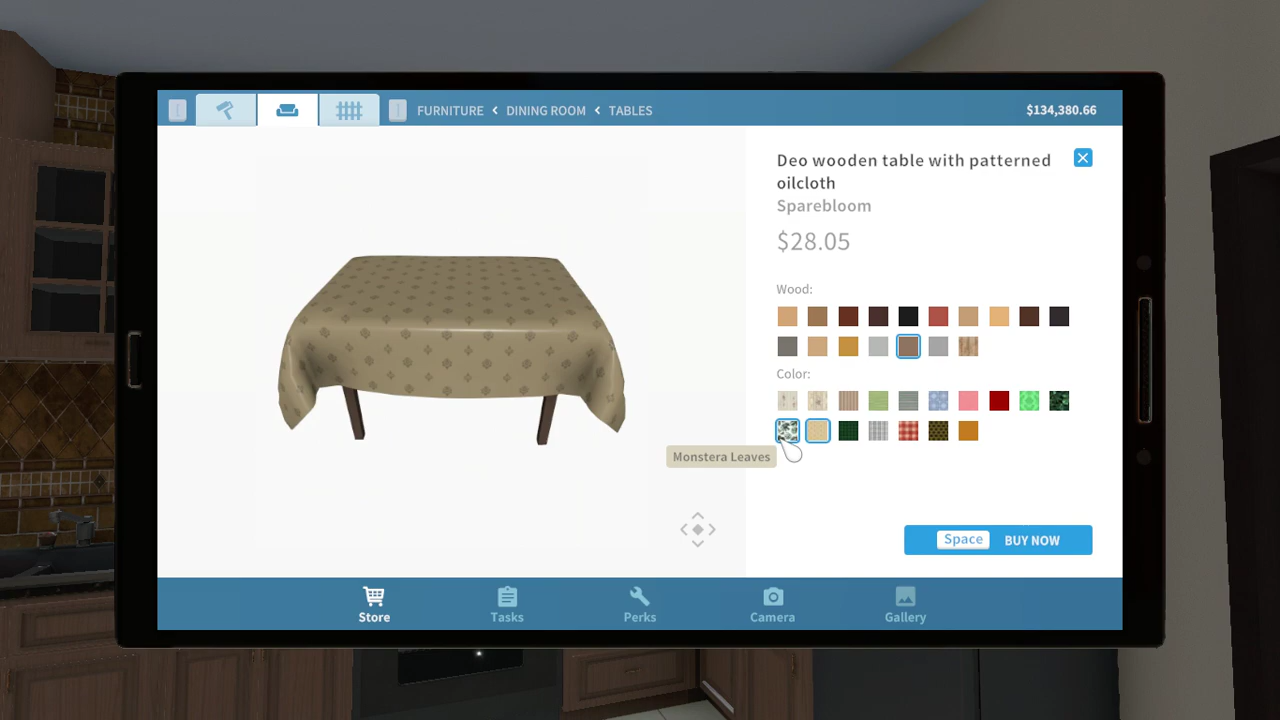 FURNITURE < DINING ROOM < TABLES
$134,380.66
Deo wooden table with patterned
oilcloth
Sparebloom
$28.05
Wood:
Color:
Monstera Leaves
Space BUY NOW
Store
Tasks
Perks
Camera
Gallery